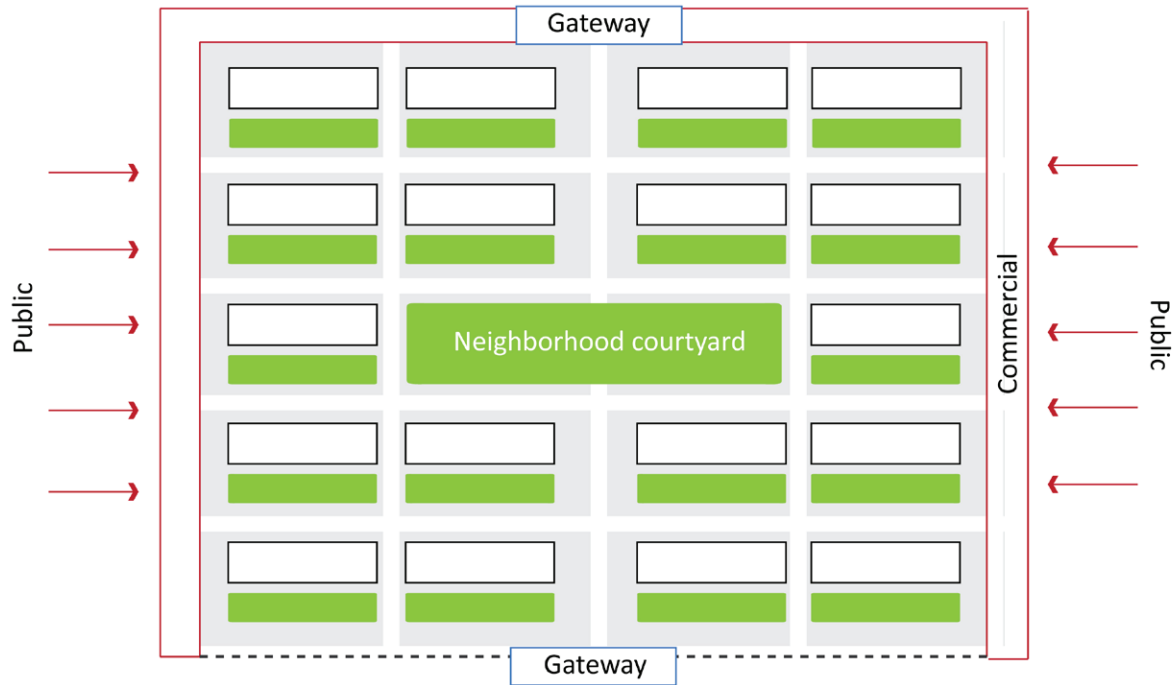 Gateway
Public
Neighborhood courtyard
Commercial
Public
Gateway